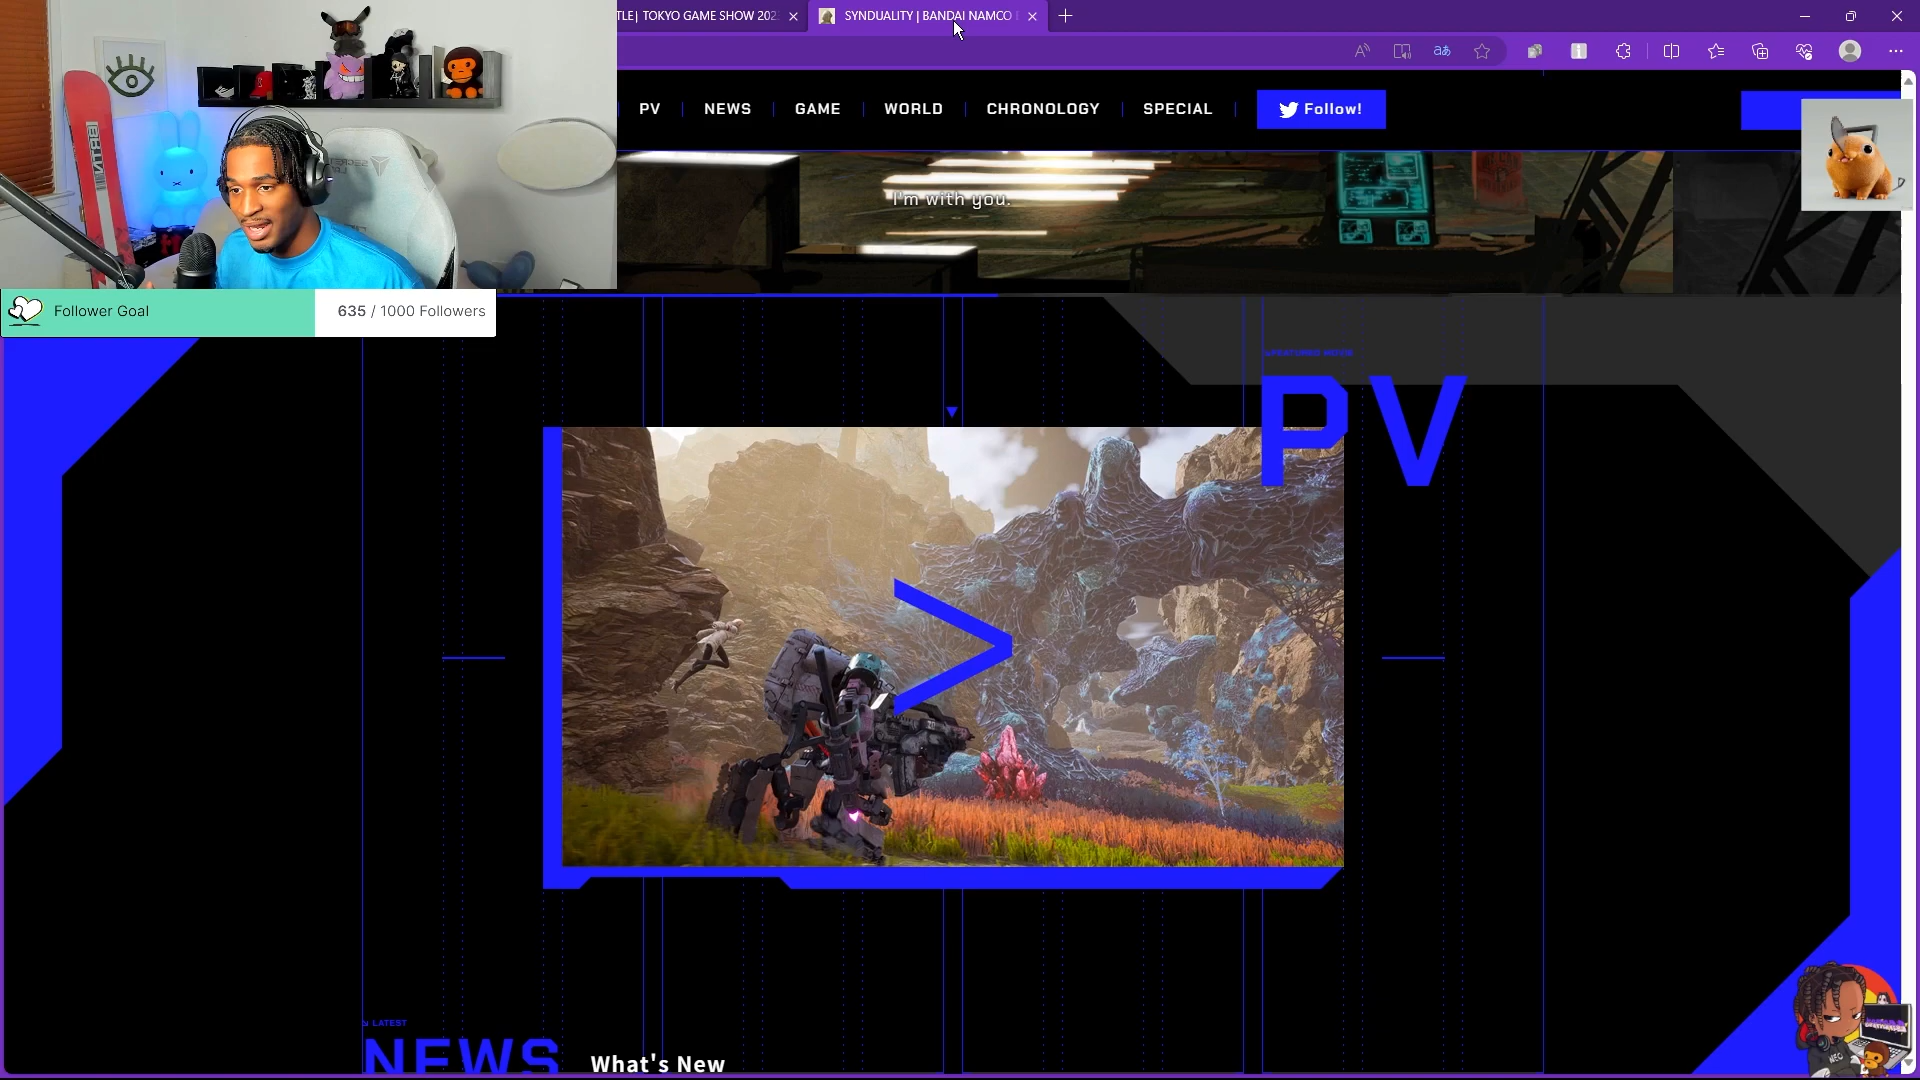 TLE | TOKYO GAME SHOW 202
SYNDUALITY | BANDAI NAMCO
PV
NEWS
GAME
WORLD
CHRONOLOGY
SPECIAL
Follow!
I'm with you.
Follower Goal
635 / 1000 Followers
PV
LATEST
NEWS
What's New